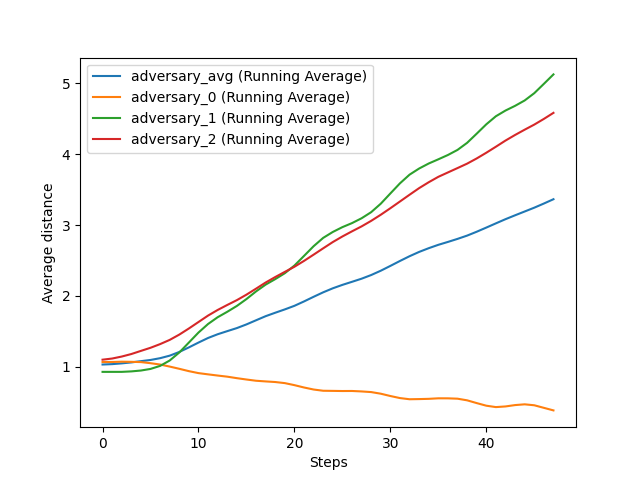 adversary_avg (Running Average)
adversary_0 (Running Average)
adversary_1 (Running Average)
adversary_2 (Running Average)
5
4
3
2
1
Average distance
0 10 20 30 40
Steps